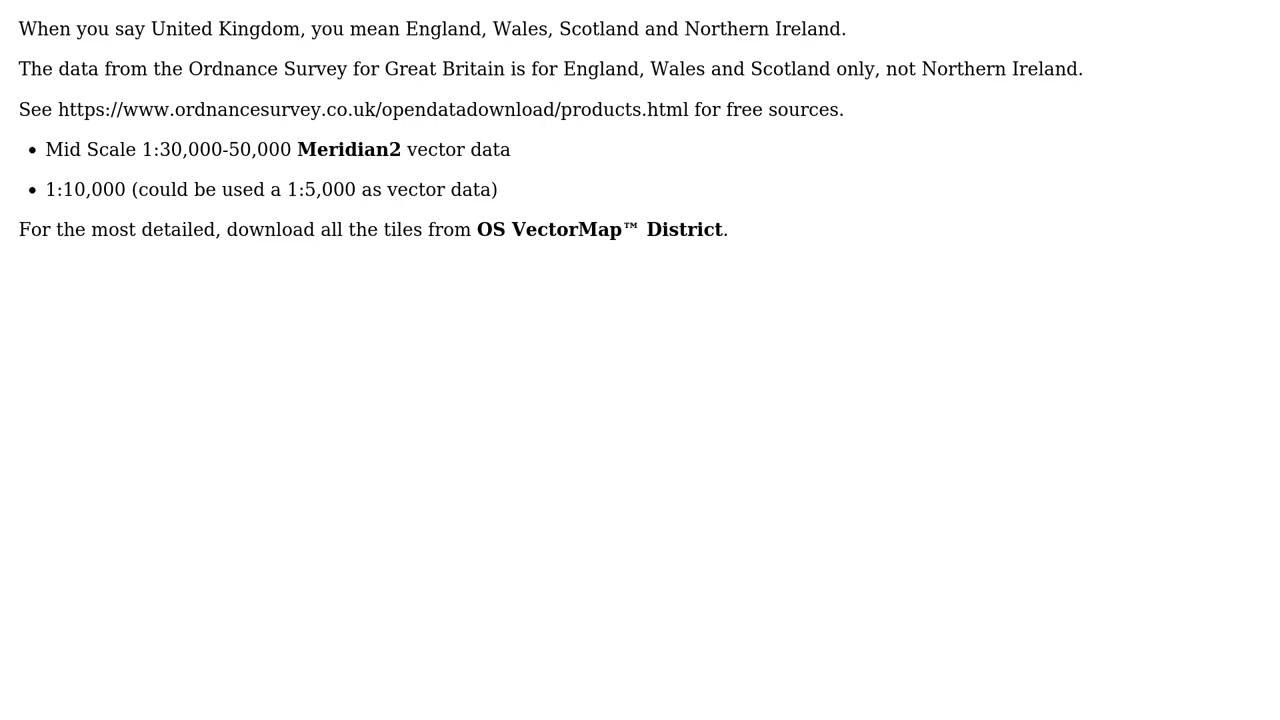 When you say United Kingdom, you mean England, Wales, Scotland and Northern Ireland.
The data from the Ordnance Survey for Great Britain is for England, Wales and Scotland only, not Northern Ireland.
See https://www.ordnancesurvey.co.uk/opendatadownload/products.html for free sources.
• Mid Scale 1:30,000-50,000 Meridian2 vector data
• 1:10,000 (could be used a 1:5,000 as vector data)
For the most detailed, download all the tiles from OS VectorMap™ District.